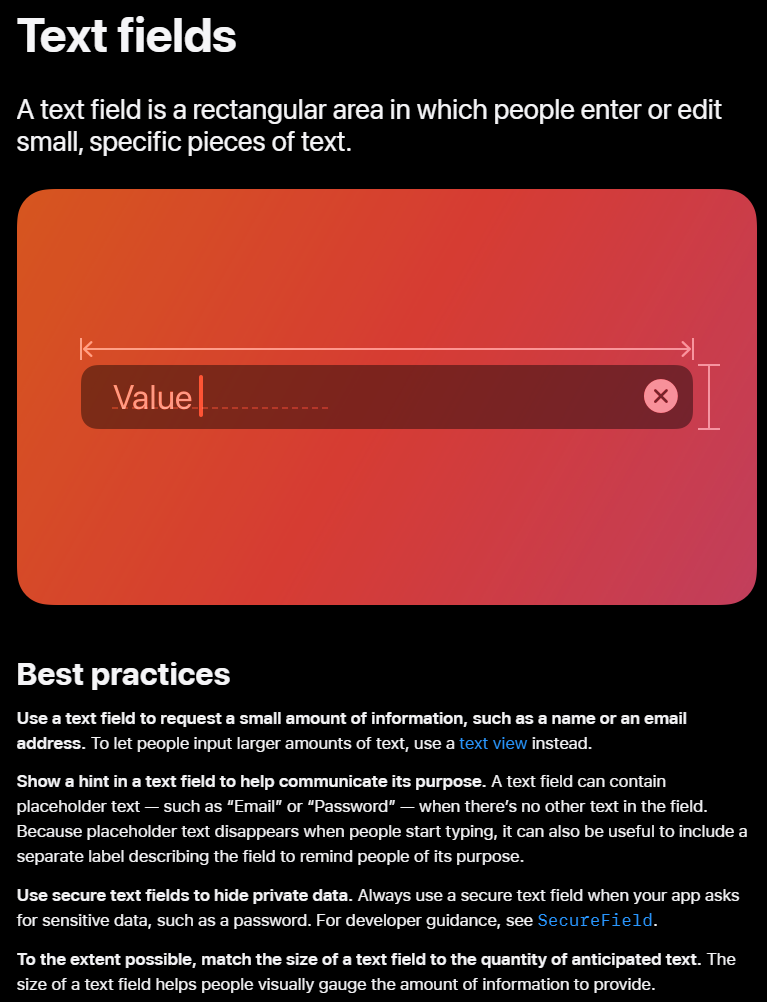 Text fields
A text field is a rectangular area in which people enter or edit
small, specific pieces of text.
Value
Best practices
Use a text field to request a small amount of information, such as a name or an email
address. To let people input larger amounts of text, use a text view instead.
Show a hint in a text field to help communicate its purpose. A text field can contain
placeholder text — such as “Email” or “Password” — when there’s no other text in the field.
Because placeholder text disappears when people start typing, it can also be useful to include a
separate label describing the field to remind people of its purpose.
Use secure text fields to hide private data. Always use a secure text field when your app asks
for sensitive data, such as a password. For developer guidance, see SecureField.
To the extent possible, match the size of a text field to the quantity of anticipated text. The
size of a text field helps people visually gauge the amount of information to provide.